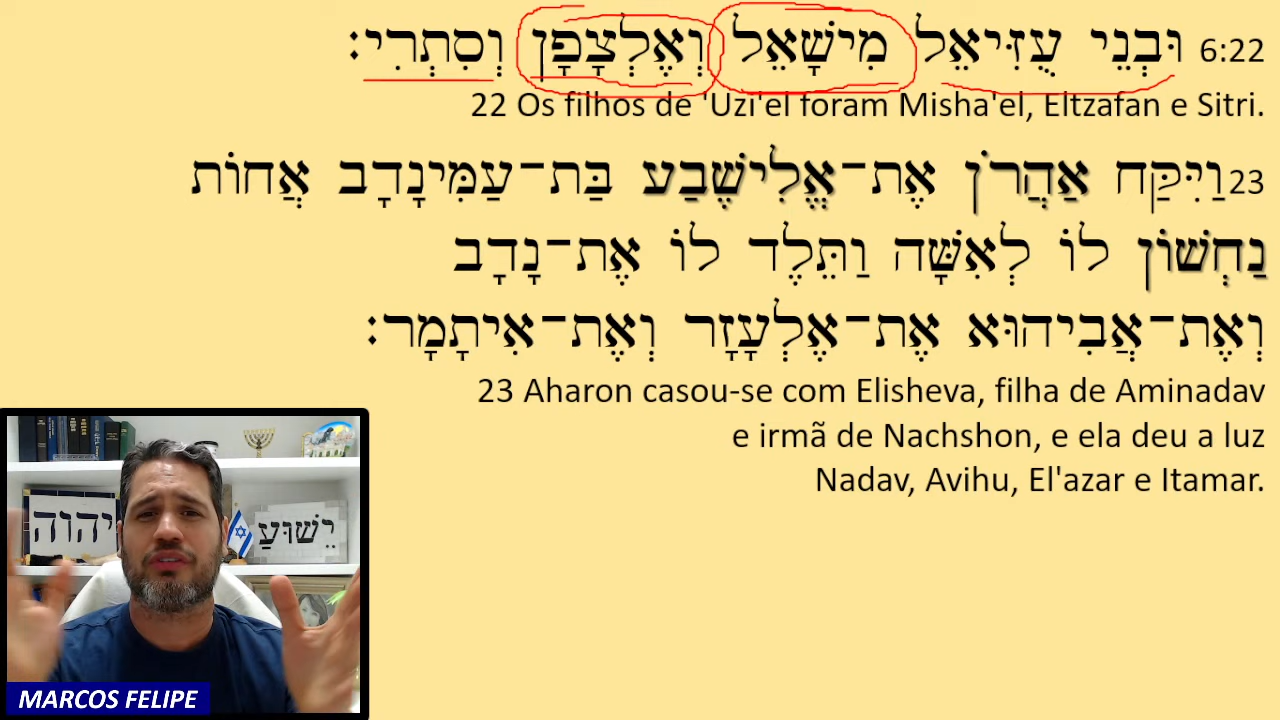 6:22 וּבְנֵי עֻזִּיאֵל מִישָׁאֵל וְאֶלְצָפָן וְסִתְרִי׃
22 Os filhos de 'Uzi'el foram Misha'el, Eltzafan e Sitri.
23 וַיִּקַּח אַהֲרֹן אֶת־אֱלִישֶׁבַע בַּת־עַמִּינָדָב אֲחוֹת
נַחְשׁוֹן לוֹ לְאִשָּׁה וַתֵּלֶד לוֹ אֶת־נָדָב
וְאֶת־אֲבִיהוּא אֶת־אֶלְעָזָר וְאֶת־אִיתָמָר׃
23 Aharon casou-se com Elisheva, filha de Aminadav
e irmã de Nachshon, e ela deu a luz
Nadav, Avihu, El'azar e Itamar.
יהוה
יֵשׁוּעַ
MARCOS FELIPE